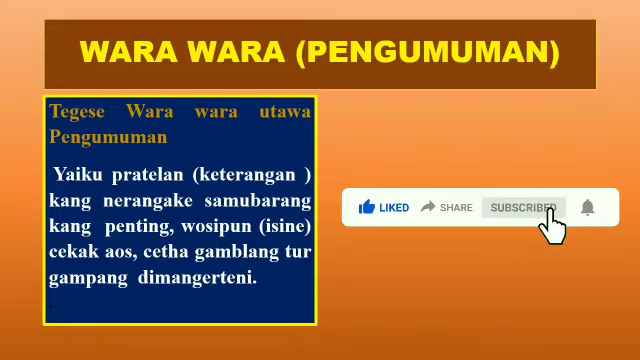 WARA WARA (PENGUMUMAN)
Tegese Wara wara utawa
Pengumuman
Yaiku pratelan (keterangan )
kang nerangake samubarang
kang penting, wosipun (isine)
cekak aos, cetha gamblang tur
gampang dimangerteni.
LIKED SHARE SUBSCRIBED